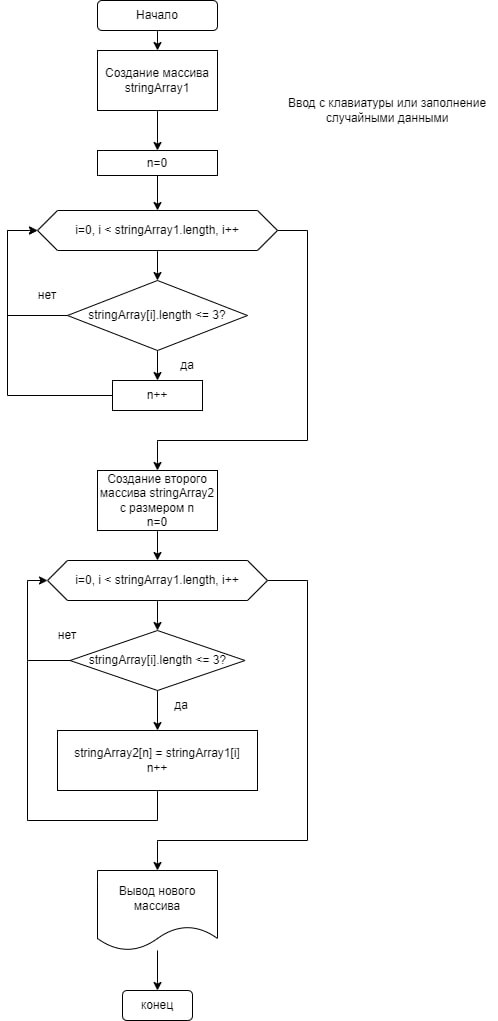 Начало
Создание массива
stringArray1
Ввод с клавиатуры или заполнение
случайными данными
n=0
i=0, i < stringArray1.length, i++
нет
stringArray[i].length <= 3?
да
n++
Создание второго
массива stringArray2
с размером n
n=0
i=0, i < stringArray1.length, i++
нет
stringArray[i].length <= 3?
да
stringArray2[n] = stringArray1[i]
n++
Вывод нового
массива
конец